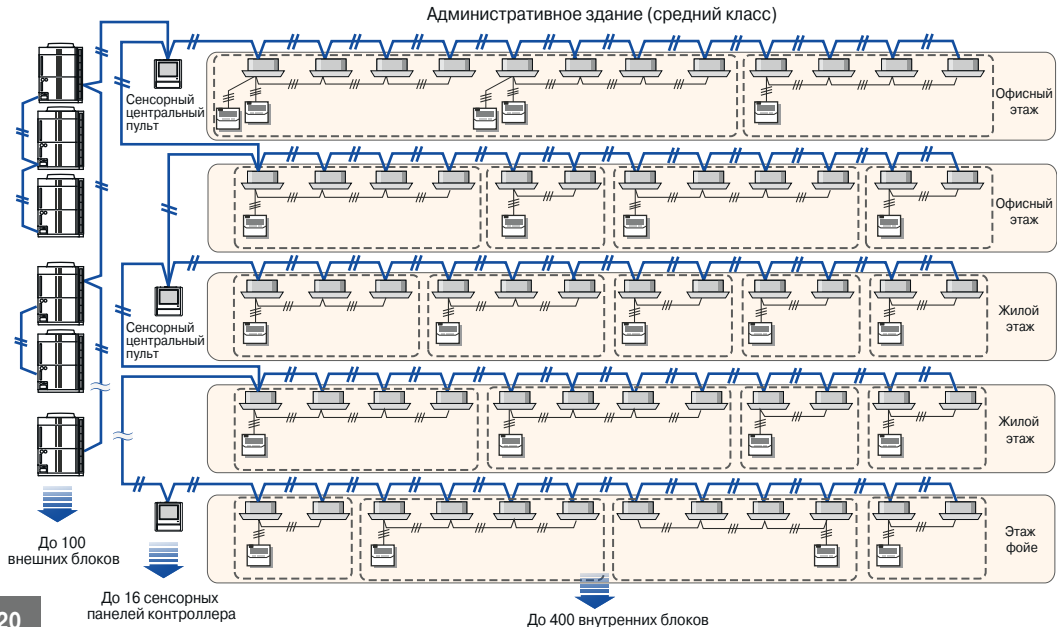 Административное здание (средний класс)
Сенсорный
центральный
пульт
Офисный
этаж
Офисный
этаж
Сенсорный
центральный
пульт
Жилой
этаж
Жилой
этаж
Этаж
фойе
До 100
внешних блоков
До 16 сенсорных
панелей контроллера
До 400 внутренних блоков
20